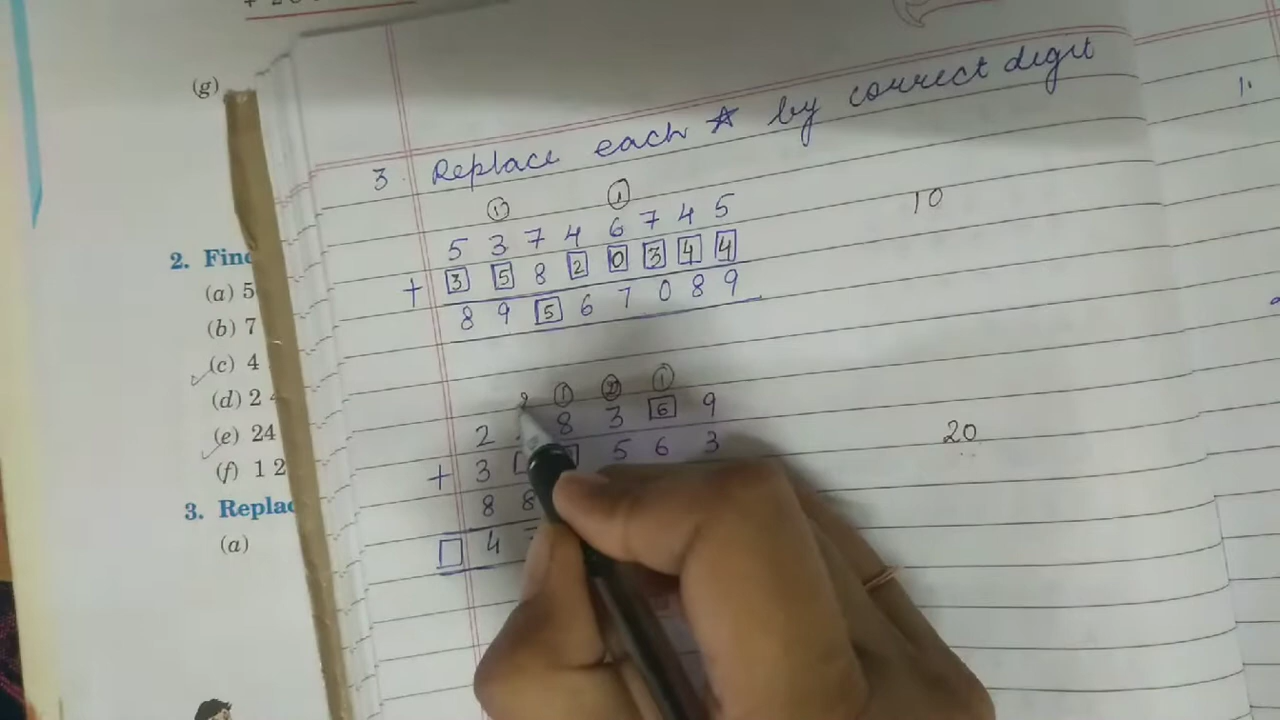 (g)
3. Replace each ☆ by correct digit
1.
① ①
5 3 7 4 6 7 4 5
10
+ 3 5 8 2 0 3 4 4
8 9 5 6 7 0 8 9
2 ① ② ①
2 8 3 6 9
+ 3 5 6 3
20
8 8
4
2. Find
(a) 5
(b) 7
(c) 4
(d) 2 4
(e) 24
(f) 1 2
3. Replac
(a)